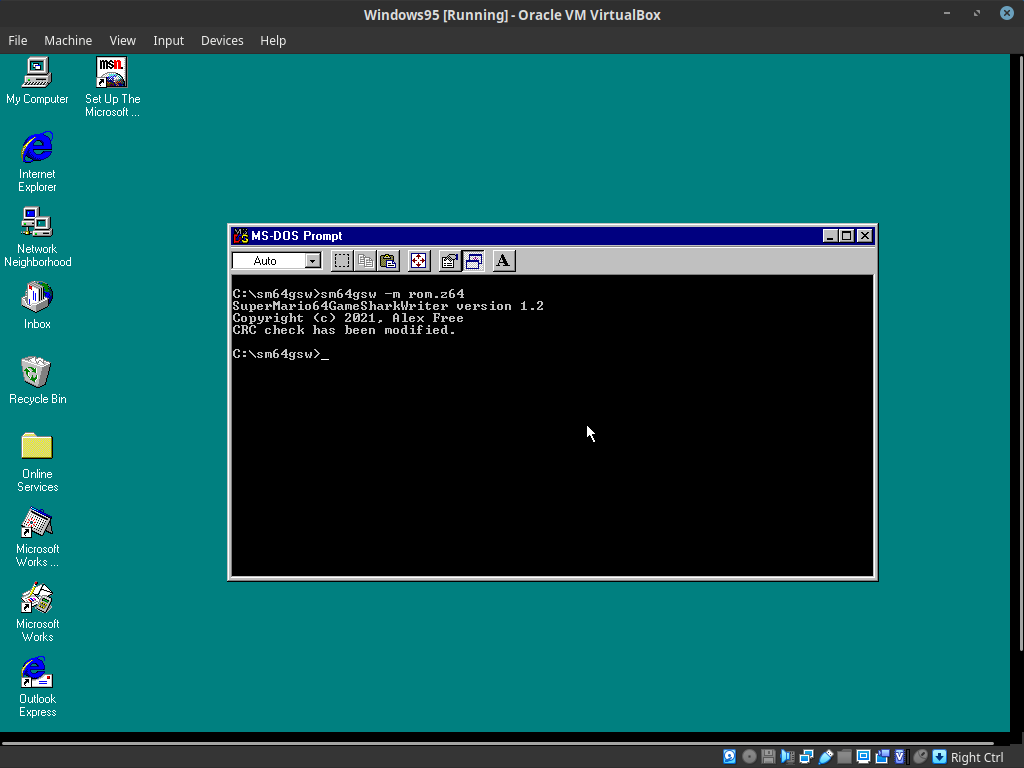 Windows95 [Running] - Oracle VM VirtualBox
File Machine View Input Devices Help
My Computer
msn.
Set Up The
Microsoft ...
Internet
Explorer
Network
Neighborhood
Inbox
Recycle Bin
Online
Services
Microsoft
Works ...
Microsoft
Works
Outlook
Express
MS-DOS Prompt
Auto
A
C:\sm64gsw>sm64gsw -m rom.z64
SuperMario64GameSharkWriter version 1.2
Copyright (c) 2021, Alex Free
CRC check has been modified.
C:\sm64gsw>_
Right Ctrl